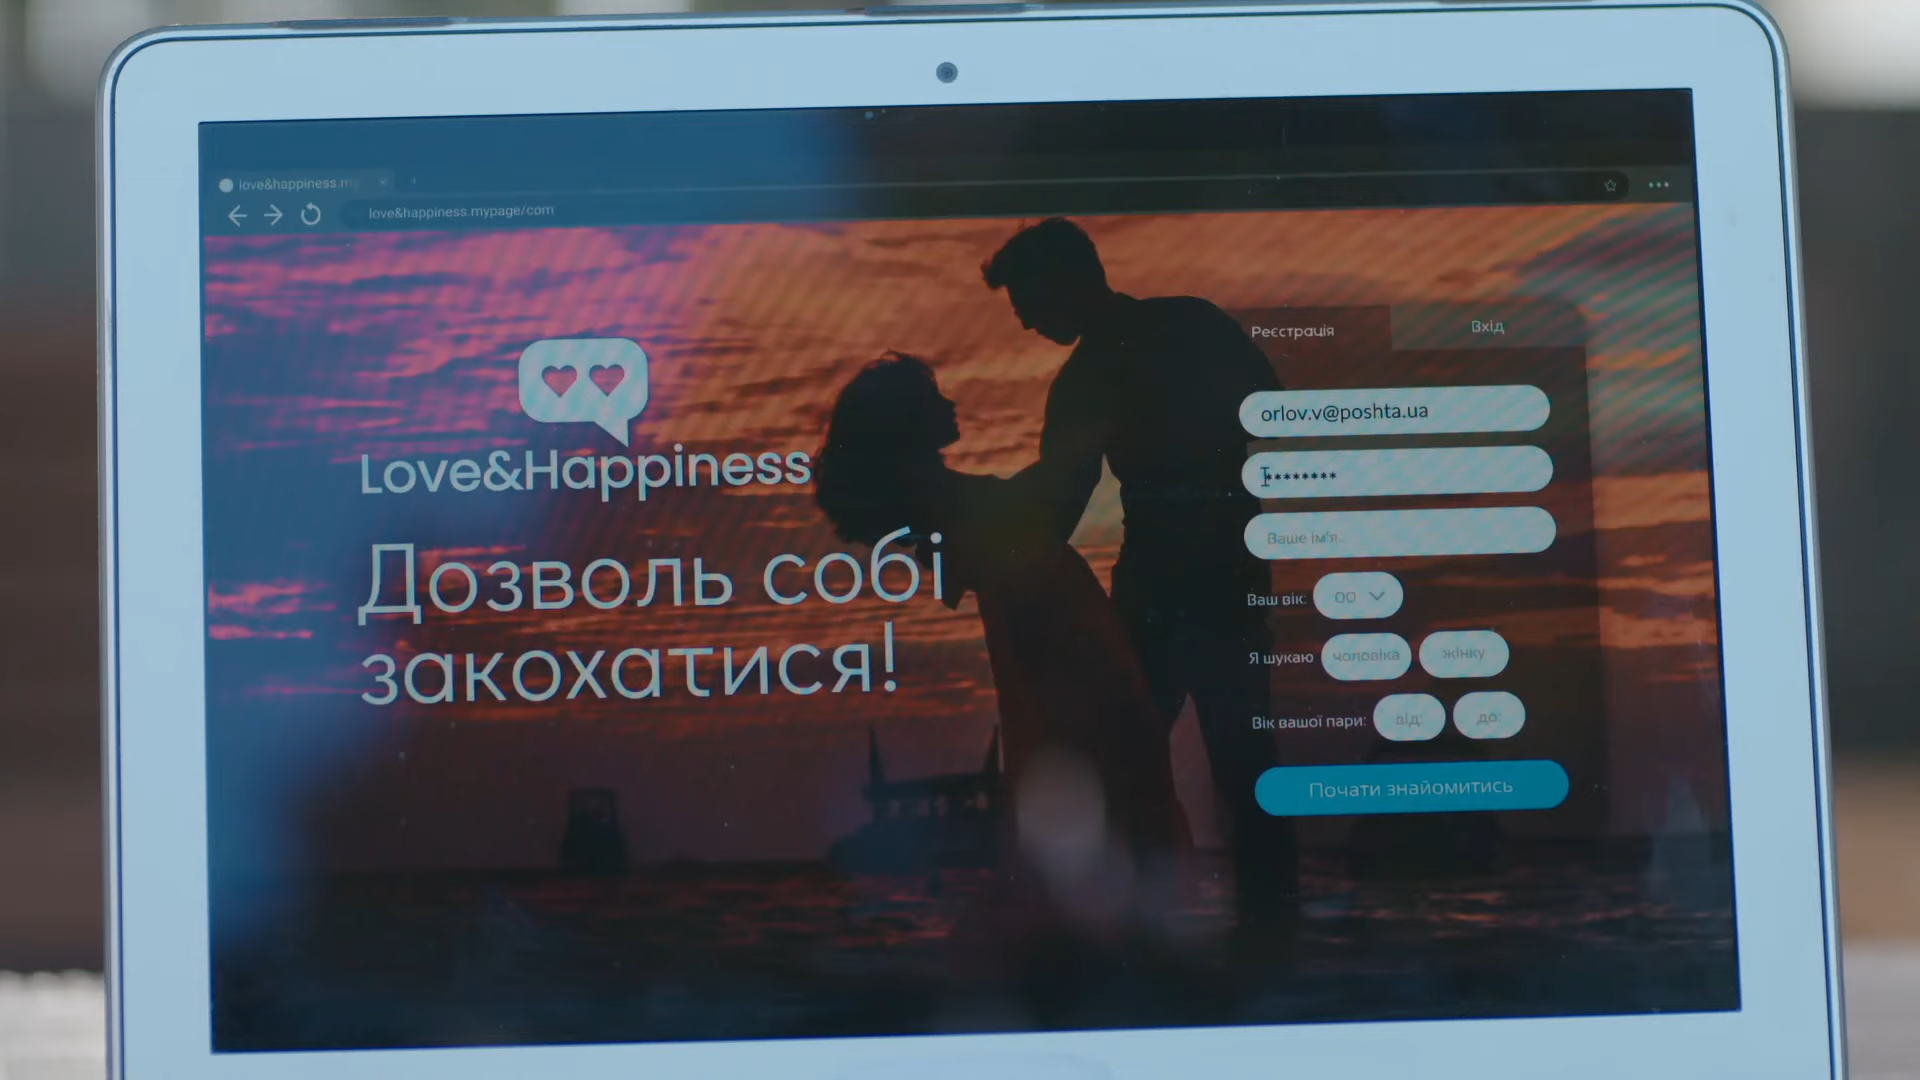 love&happiness.m
love&happiness.mypage/com
Love&Happiness
Дозволь собі
закохатися!
Реєстрація
Вхід
orlov.v@poshta.ua
********
Ваше ім'я..
Ваш вік: 00
Я шукаю чоловіка жінку
Вік вашої пари: від: до:
Почати знайомитись